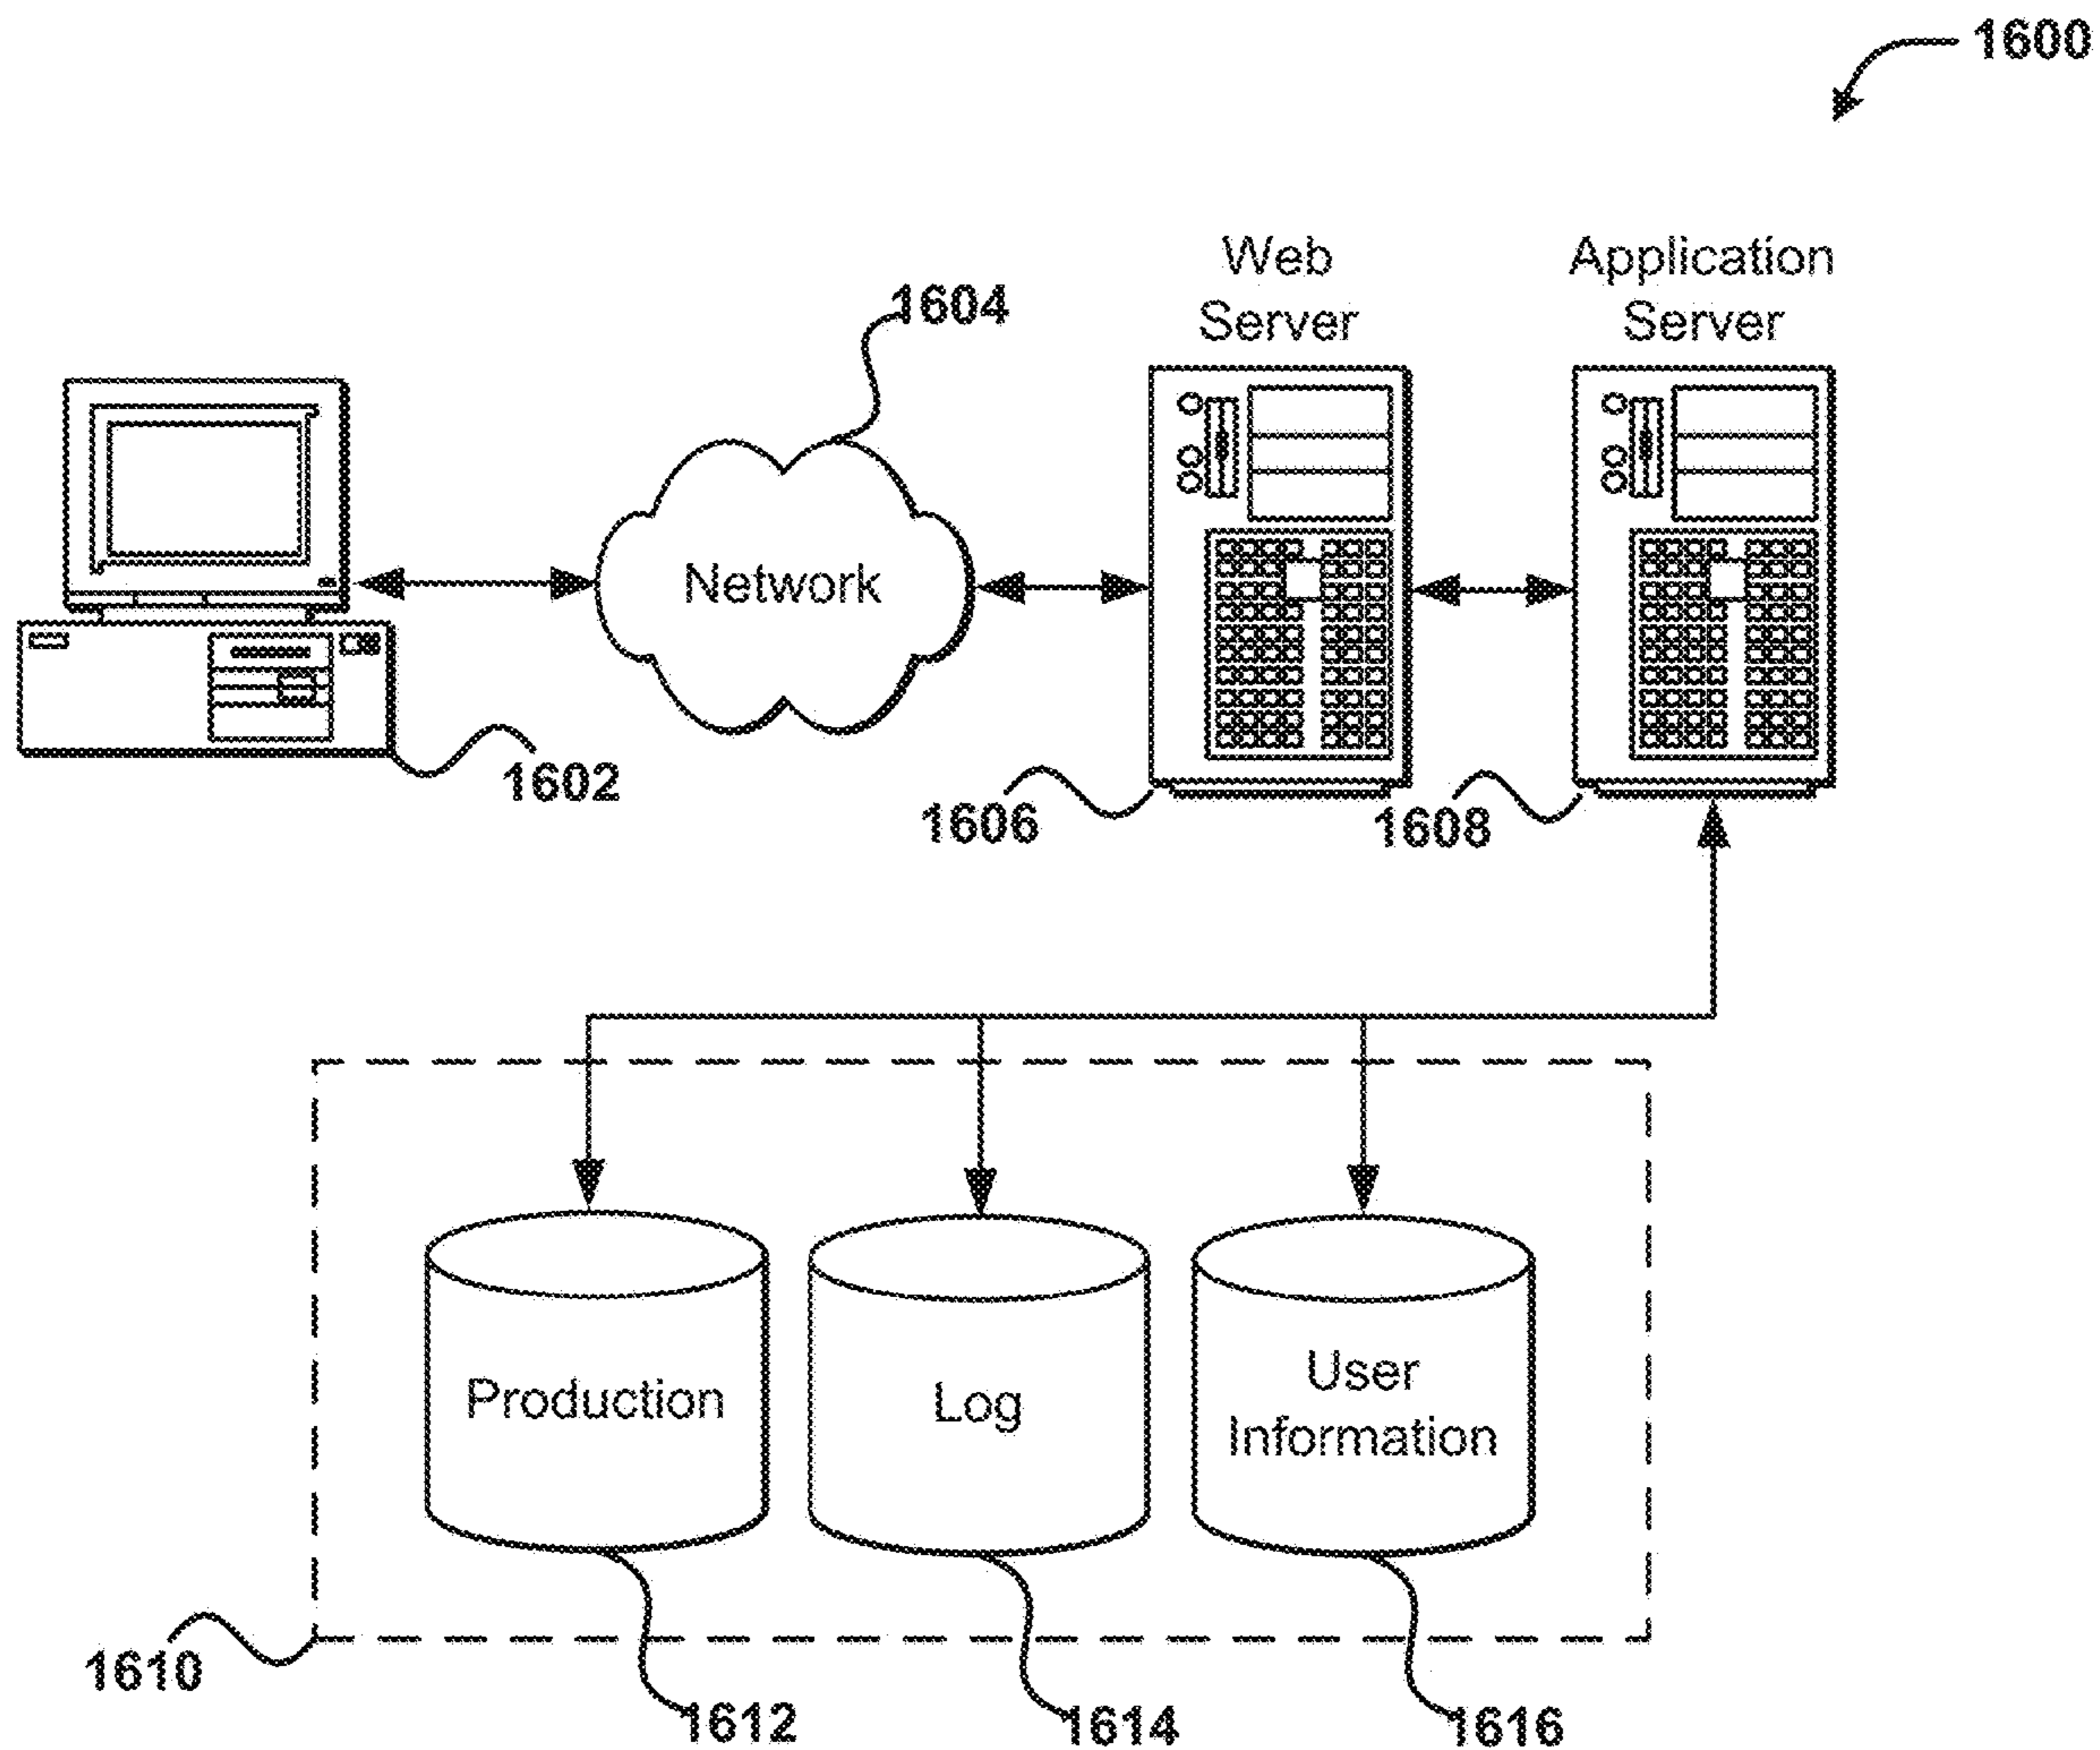 1600
Web
Server
Application
Server
1604
Network
1602
1606
1608
Production
Log
User
Information
1610
1612
1614
1616